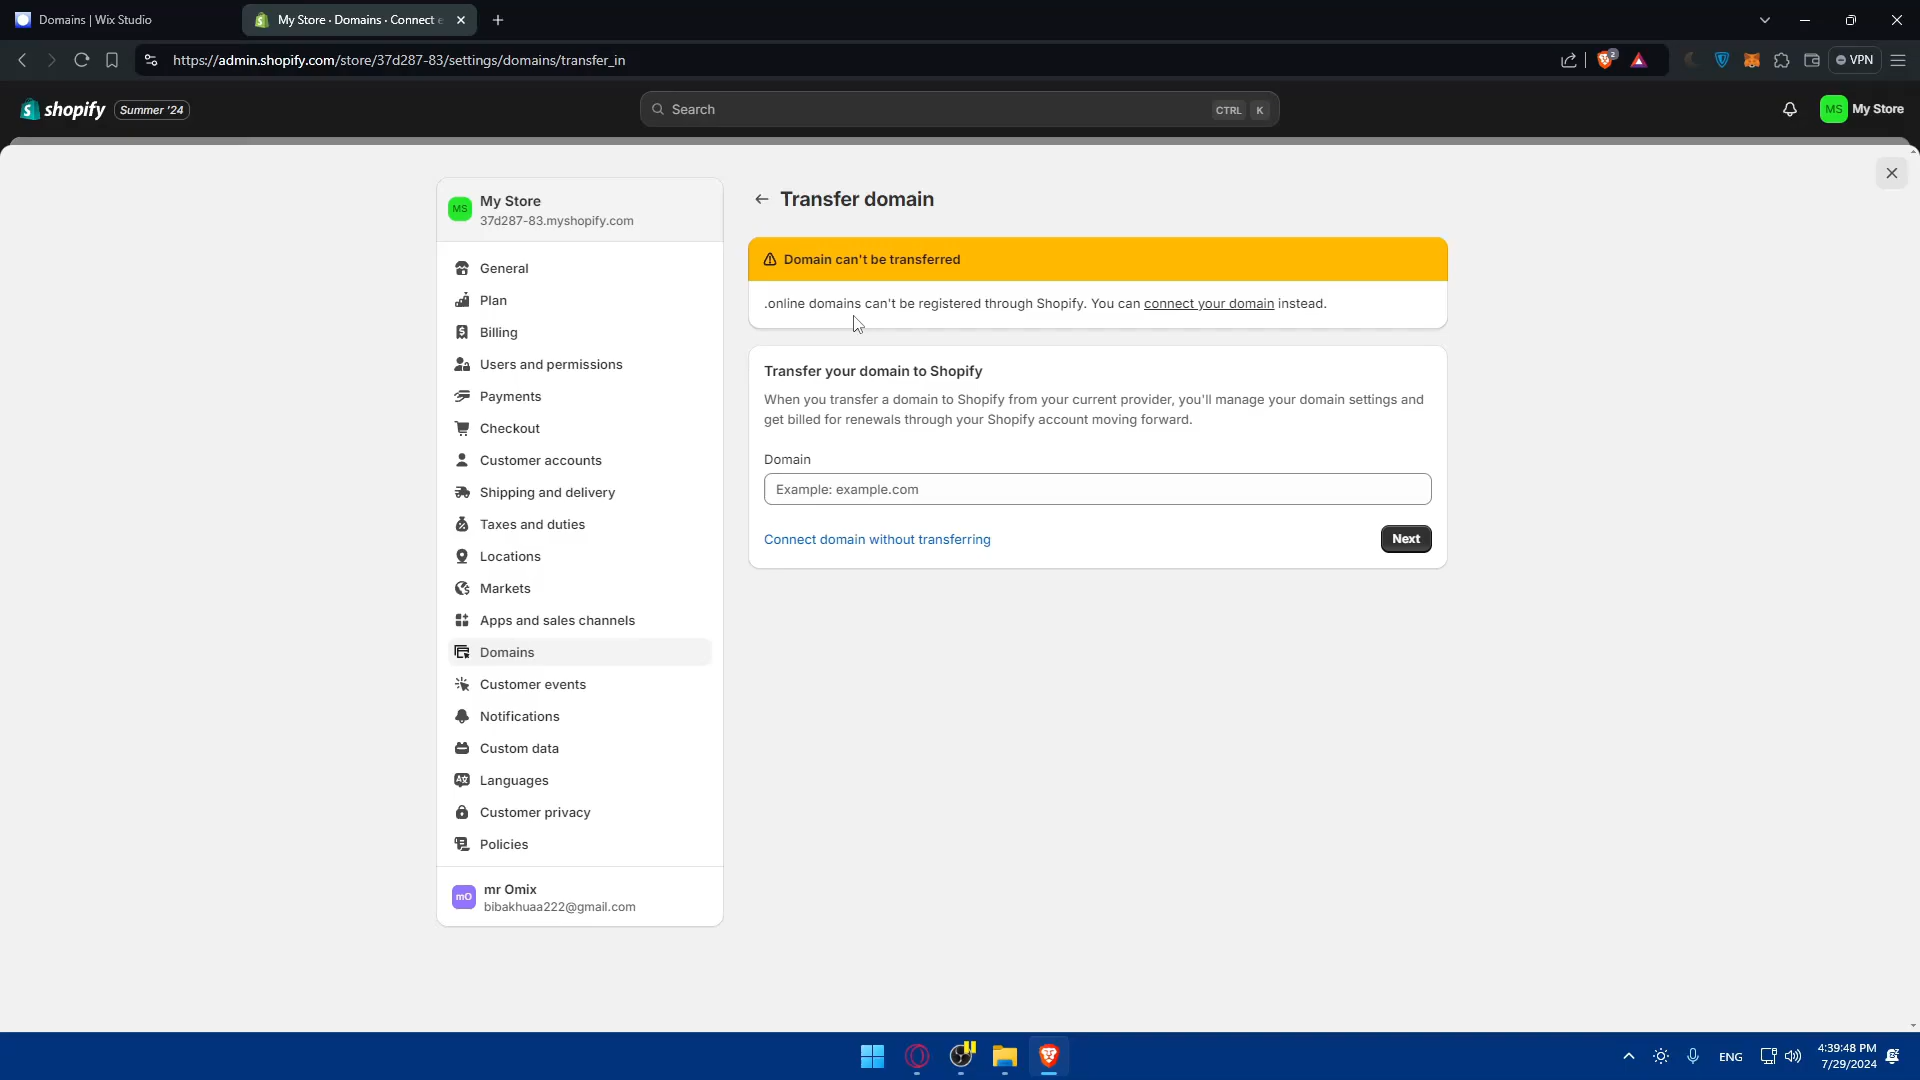 Domains | Wix Studio
My Store · Domains · Connect e
https://admin.shopify.com/store/37d287-83/settings/domains/transfer_in
2
VPN
shopify
Summer '24
Search
CTRL K
MS
My Store
MS
My Store
37d287-83.myshopify.com
General
Plan
Billing
Users and permissions
Payments
Checkout
Customer accounts
Shipping and delivery
Taxes and duties
Locations
Markets
Apps and sales channels
Domains
Customer events
Notifications
Custom data
Languages
Customer privacy
Policies
mO
mr Omix
bibakhuaa222@gmail.com
Transfer domain
Domain can't be transferred
.online domains can't be registered through Shopify. You can connect your domain instead.
Transfer your domain to Shopify
When you transfer a domain to Shopify from your current provider, you'll manage your domain settings and
get billed for renewals through your Shopify account moving forward.
Domain
Example: example.com
Connect domain without transferring
Next
ENG
4:39:48 PM
7/29/2024